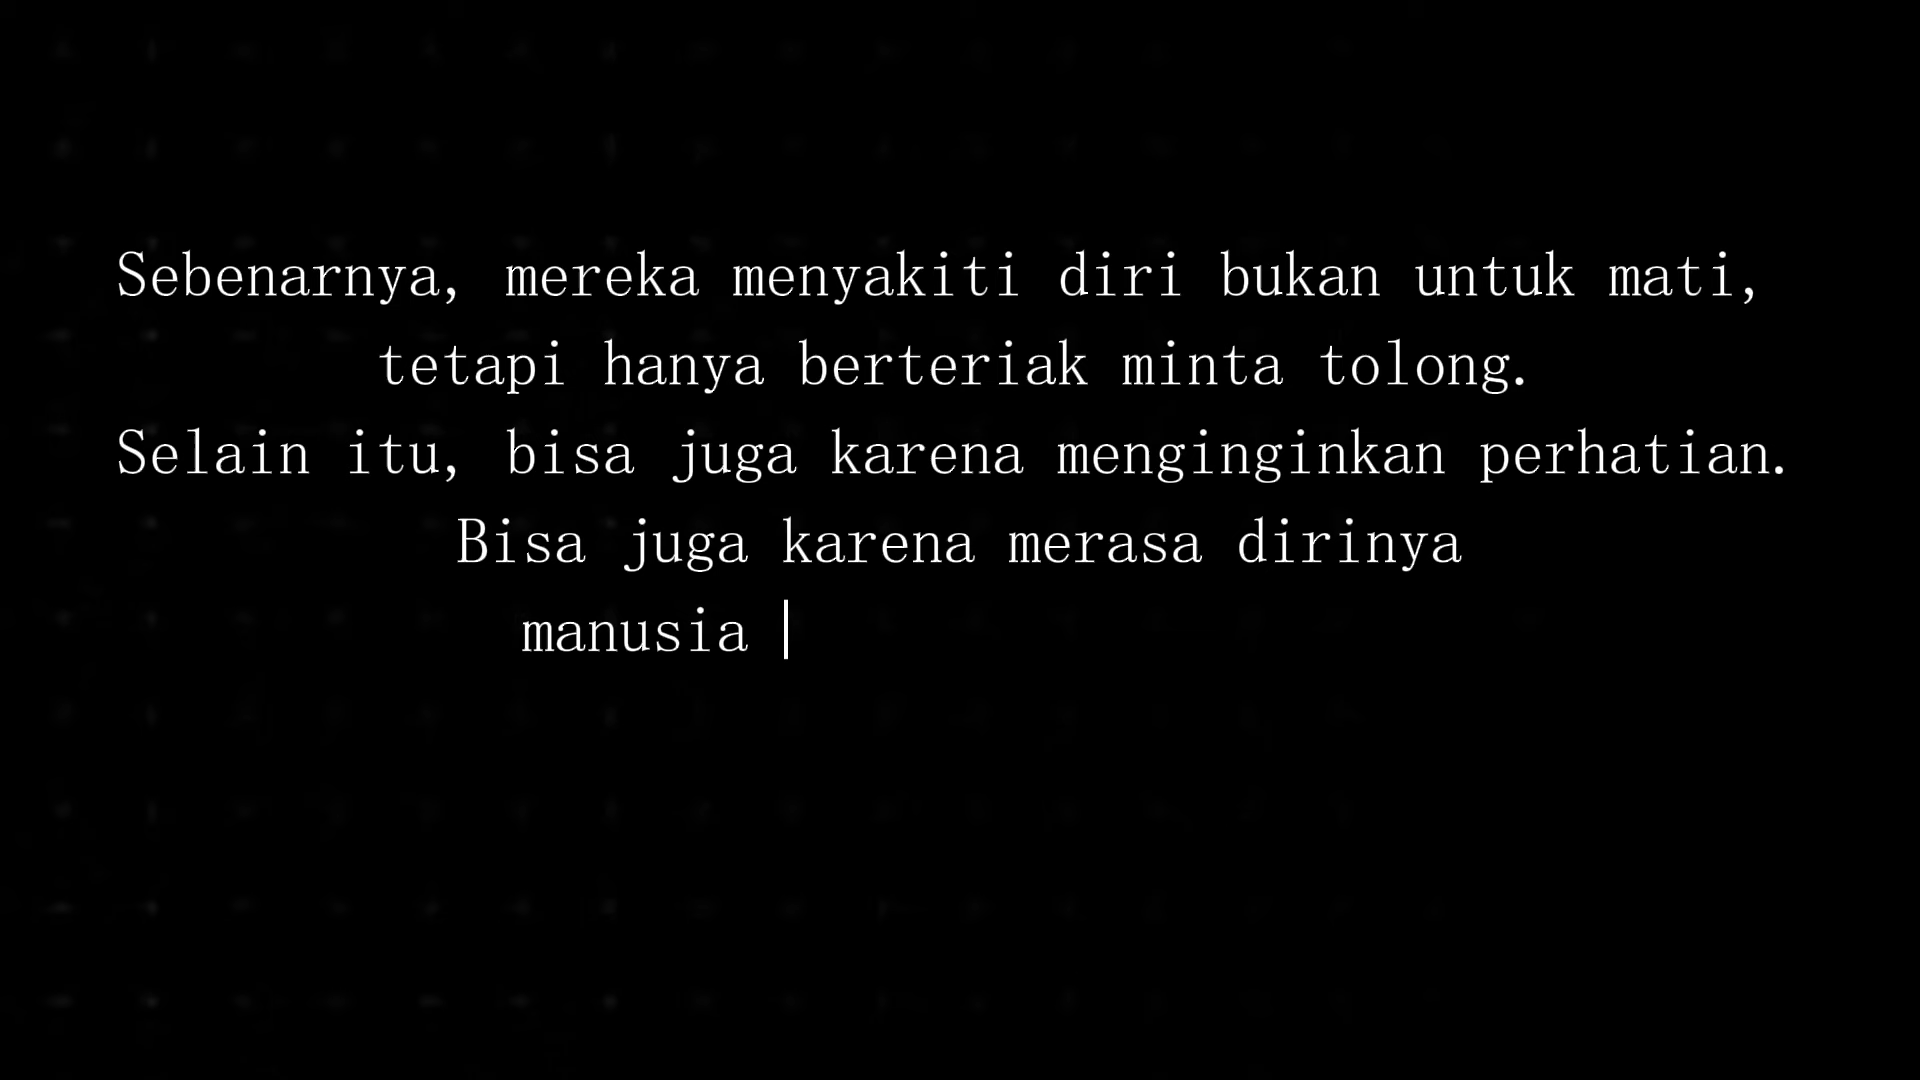 Sebenarnya, mereka menyakiti diri bukan untuk mati,
tetapi hanya berteriak minta tolong.
Selain itu, bisa juga karena menginginkan perhatian.
Bisa juga karena merasa dirinya
manusia